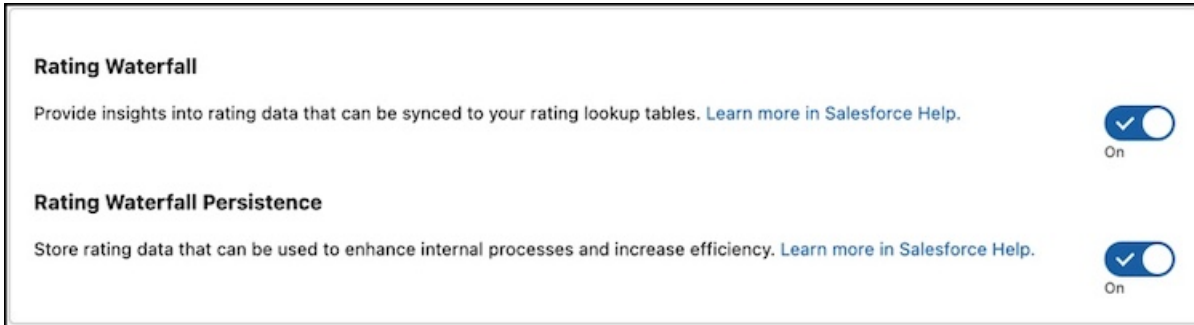 Rating Waterfall
Provide insights into rating data that can be synced to your rating lookup tables. Learn more in Salesforce Help.
On
Rating Waterfall Persistence
Store rating data that can be used to enhance internal processes and increase efficiency. Learn more in Salesforce Help.
On